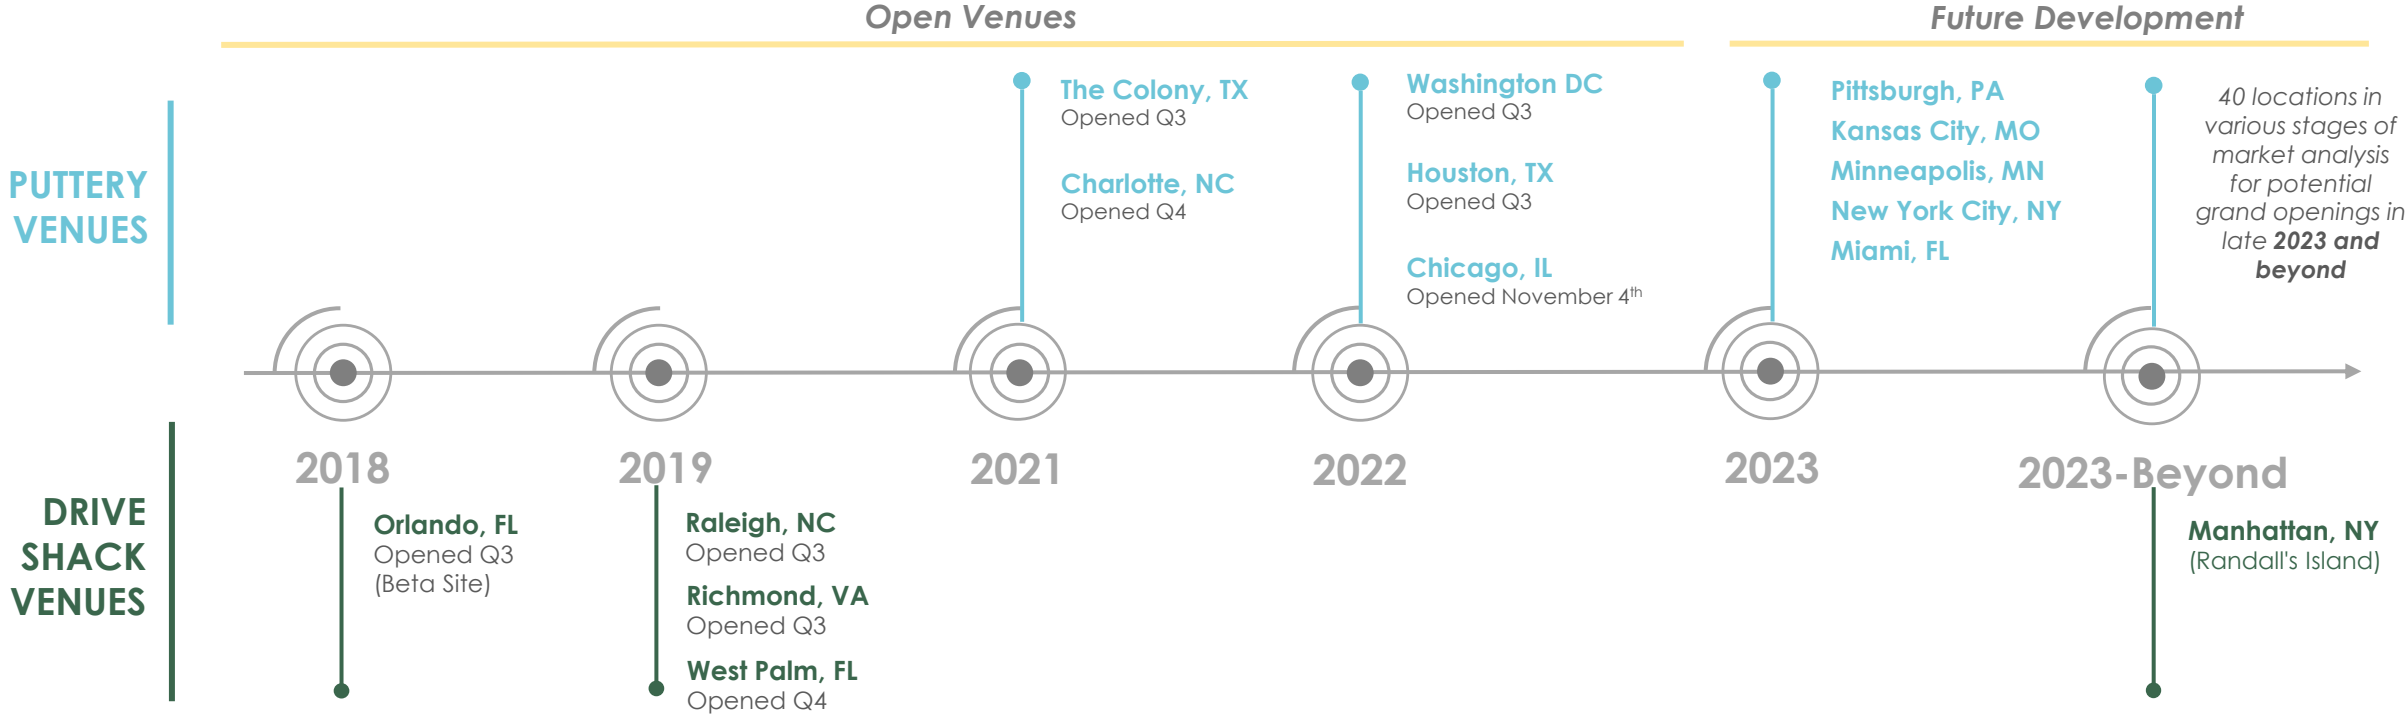 Open Venues
Future Development
PUTTERY
VENUES
The Colony, TX
Opened Q3
Charlotte, NC
Opened Q4
Washington DC
Opened Q3
Houston, TX
Opened Q3
Chicago, IL
Opened November 4th
Pittsburgh, PA
Kansas City, MO
Minneapolis, MN
New York City, NY
Miami, FL
40 locations in
various stages of
market analysis
for potential
grand openings in
late 2023 and
beyond
2018
2019
2021
2022
2023
2023-Beyond
DRIVE
SHACK
VENUES
Orlando, FL
Opened Q3
(Beta Site)
Raleigh, NC
Opened Q3
Richmond, VA
Opened Q3
West Palm, FL
Opened Q4
Manhattan, NY
(Randall's Island)